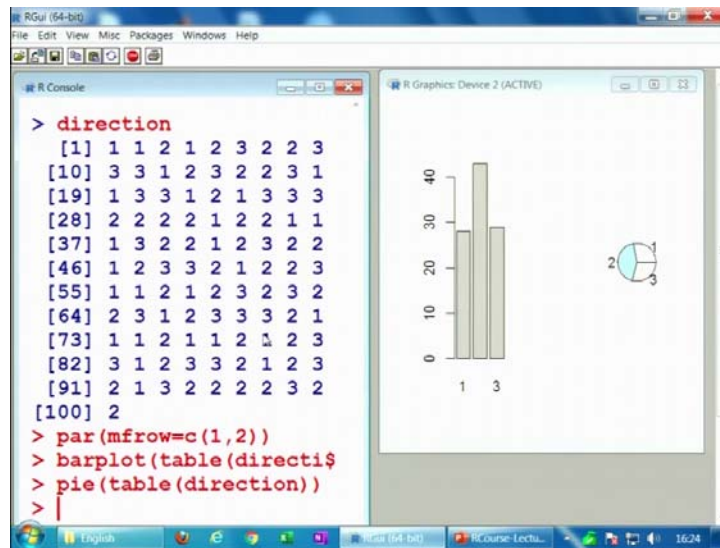 RGui (64-bit)
File Edit View Misc Packages Windows Help
R Console
> direction
[1] 1 1 2 1 2 3 2 2 3
[10] 3 3 1 2 3 2 2 3 1
[19] 1 3 3 1 2 1 3 3 3
[28] 2 2 2 2 1 2 2 1 1
[37] 1 3 2 2 1 2 3 2 2
[46] 1 2 3 3 2 1 2 2 3
[55] 1 1 2 1 2 3 2 3 2
[64] 2 3 1 2 3 3 3 2 1
[73] 1 1 2 1 1 2 2 3
[82] 3 1 2 3 3 2 1 2 3
[91] 2 1 3 2 2 2 2 3 2
[100] 2
> par(mfrow=c(1,2))
> barplot(table(directi$
> pie(table(direction))
>
R Graphics: Device 2 (ACTIVE)
40
30
20
10
0
1 3
1
2
3
English
RGui (64-bit)
RCourse-Lectu...
16:24